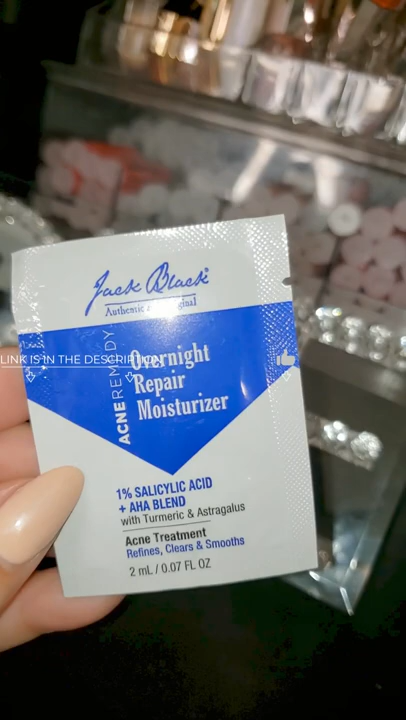 Jack Black®
Authentic Original
LINK IS IN THE DESCRIPTION
ACNE REMEDY
Overnight
Repair
Moisturizer
1% SALICYLIC ACID
+ AHA BLEND
with Turmeric & Astragalus
Acne Treatment
Refines, Clears & Smooths
2 mL / 0.07 FL OZ